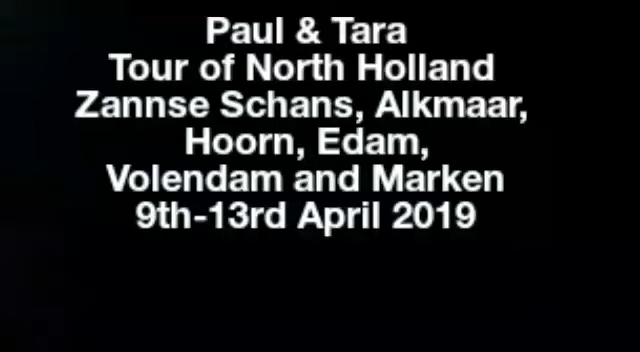 Paul & Tara
Tour of North Holland
Zannse Schans, Alkmaar,
Hoorn, Edam,
Volendam and Marken
9th-13rd April 2019